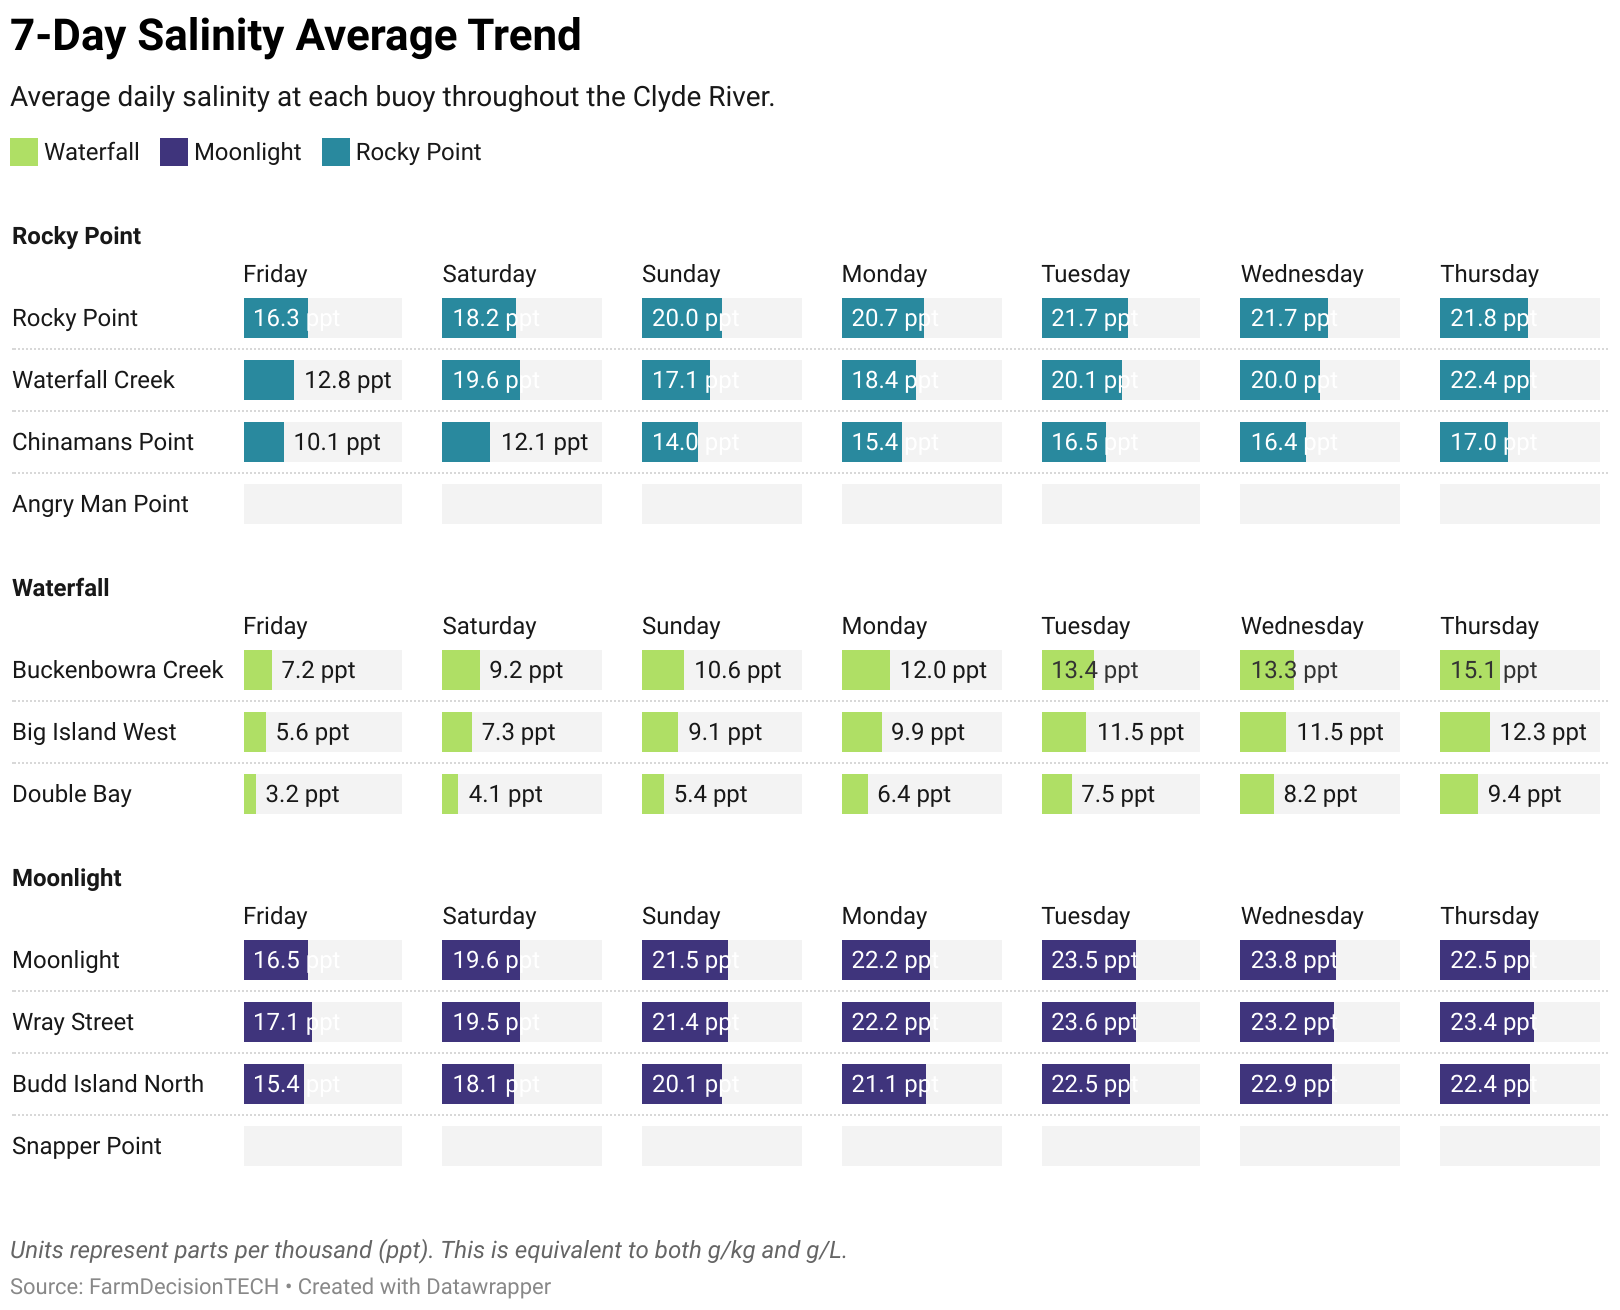 7-Day Salinity Average Trend
Average daily salinity at each buoy throughout the Clyde River.
Waterfall Moonlight Rocky Point
Rocky Point
Friday Saturday Sunday Monday Tuesday Wednesday Thursday
Rocky Point 16.3 ppt 18.2 ppt 20.0 ppt 20.7 ppt 21.7 ppt 21.7 ppt 21.8 ppt
Waterfall Creek 12.8 ppt 19.6 ppt 17.1 ppt 18.4 ppt 20.1 ppt 20.0 ppt 22.4 ppt
Chinamans Point 10.1 ppt 12.1 ppt 14.0 ppt 15.4 ppt 16.5 ppt 16.4 ppt 17.0 ppt
Angry Man Point
Waterfall
Friday Saturday Sunday Monday Tuesday Wednesday Thursday
Buckenbowra Creek 7.2 ppt 9.2 ppt 10.6 ppt 12.0 ppt 13.4 ppt 13.3 ppt 15.1 ppt
Big Island West 5.6 ppt 7.3 ppt 9.1 ppt 9.9 ppt 11.5 ppt 11.5 ppt 12.3 ppt
Double Bay 3.2 ppt 4.1 ppt 5.4 ppt 6.4 ppt 7.5 ppt 8.2 ppt 9.4 ppt
Moonlight
Friday Saturday Sunday Monday Tuesday Wednesday Thursday
Moonlight 16.5 ppt 19.6 ppt 21.5 ppt 22.2 ppt 23.5 ppt 23.8 ppt 22.5 ppt
Wray Street 17.1 ppt 19.5 ppt 21.4 ppt 22.2 ppt 23.6 ppt 23.2 ppt 23.4 ppt
Budd Island North 15.4 ppt 18.1 ppt 20.1 ppt 21.1 ppt 22.5 ppt 22.9 ppt 22.4 ppt
Snapper Point
Units represent parts per thousand (ppt). This is equivalent to both g/kg and g/L.
Source: FarmDecisionTECH • Created with Datawrapper